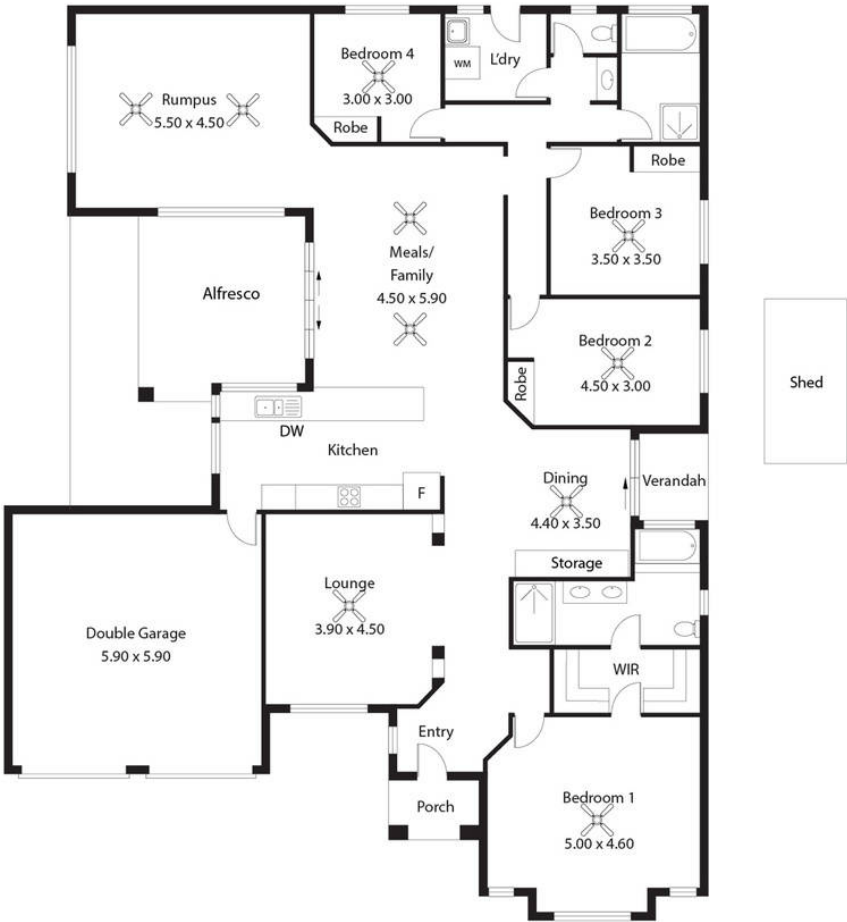 Rumpus
5.50 x 4.50
Bedroom 4
3.00 x 3.00
Robe
WM
L'dry
Robe
Bedroom 3
3.50 x 3.50
Meals/
Family
4.50 x 5.90
Alfresco
Bedroom 2
4.50 x 3.00
Robe
Shed
DW
Kitchen
F
Dining
4.40 x 3.50
Verandah
Storage
Lounge
3.90 x 4.50
Double Garage
5.90 x 5.90
WIR
Entry
Porch
Bedroom 1
5.00 x 4.60